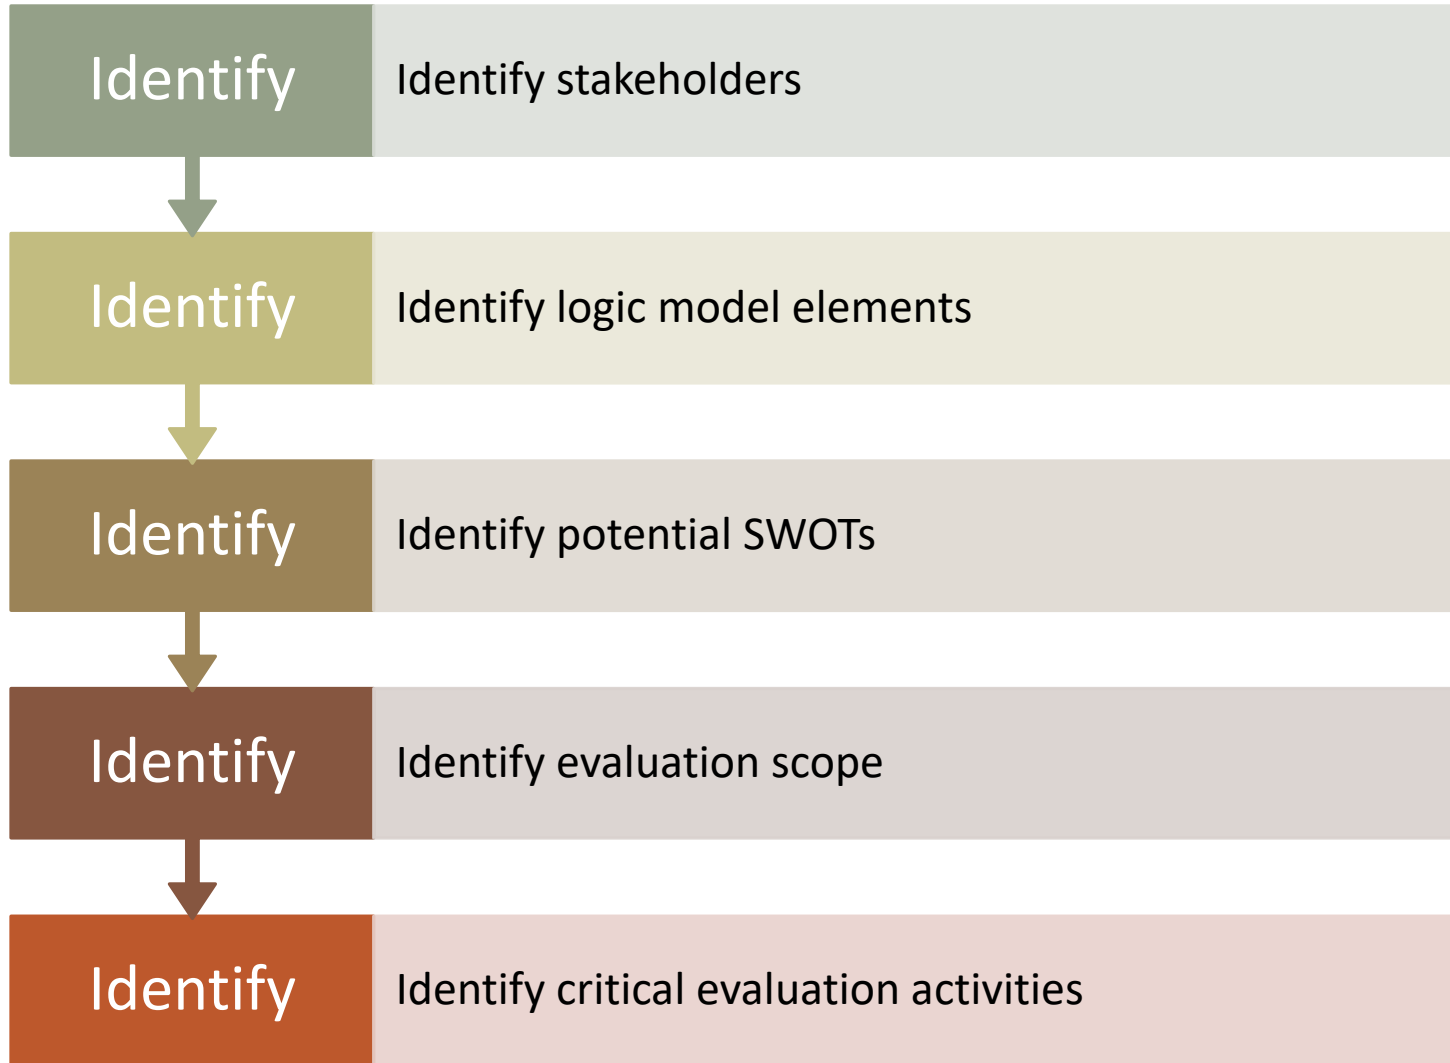 Identify
Identify stakeholders
Identify
Identify logic model elements
Identify
Identify potential SWOTs
Identify
Identify evaluation scope
Identify
Identify critical evaluation activities